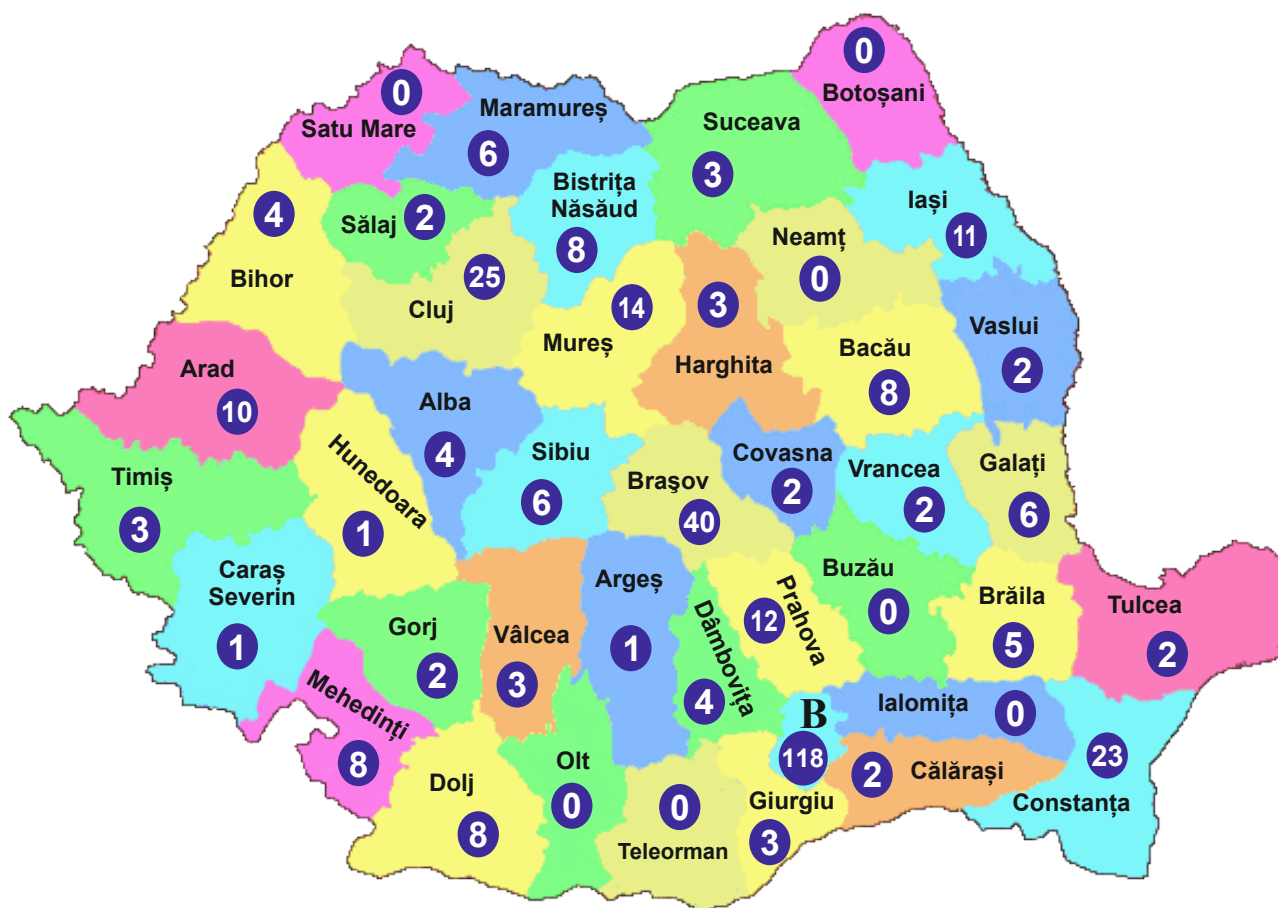 0
Botoșani
0
Satu Mare
Maramureș
6
Suceava
3
Bistrița
Năsăud
8
Iași
11
4
Bihor
Sălaj
2
25
Cluj
Neamț
0
14
Mureș
3
Harghita
Vaslui
2
Bacău
8
Arad
10
Alba
4
Hunedoara
1
Sibiu
6
Brașov
40
Covasna
2
Vrancea
2
Galați
6
Timiș
3
Caraș
Severin
1
Gorj
2
Vâlcea
3
Argeș
1
Dâmbovița
4
Prahova
12
Buzău
0
Brăila
5
Tulcea
2
Mehedinți
8
Dolj
8
Olt
0
0
Teleorman
Giurgiu
3
B
118
Ialomița
0
2
Călărași
23
Constanța